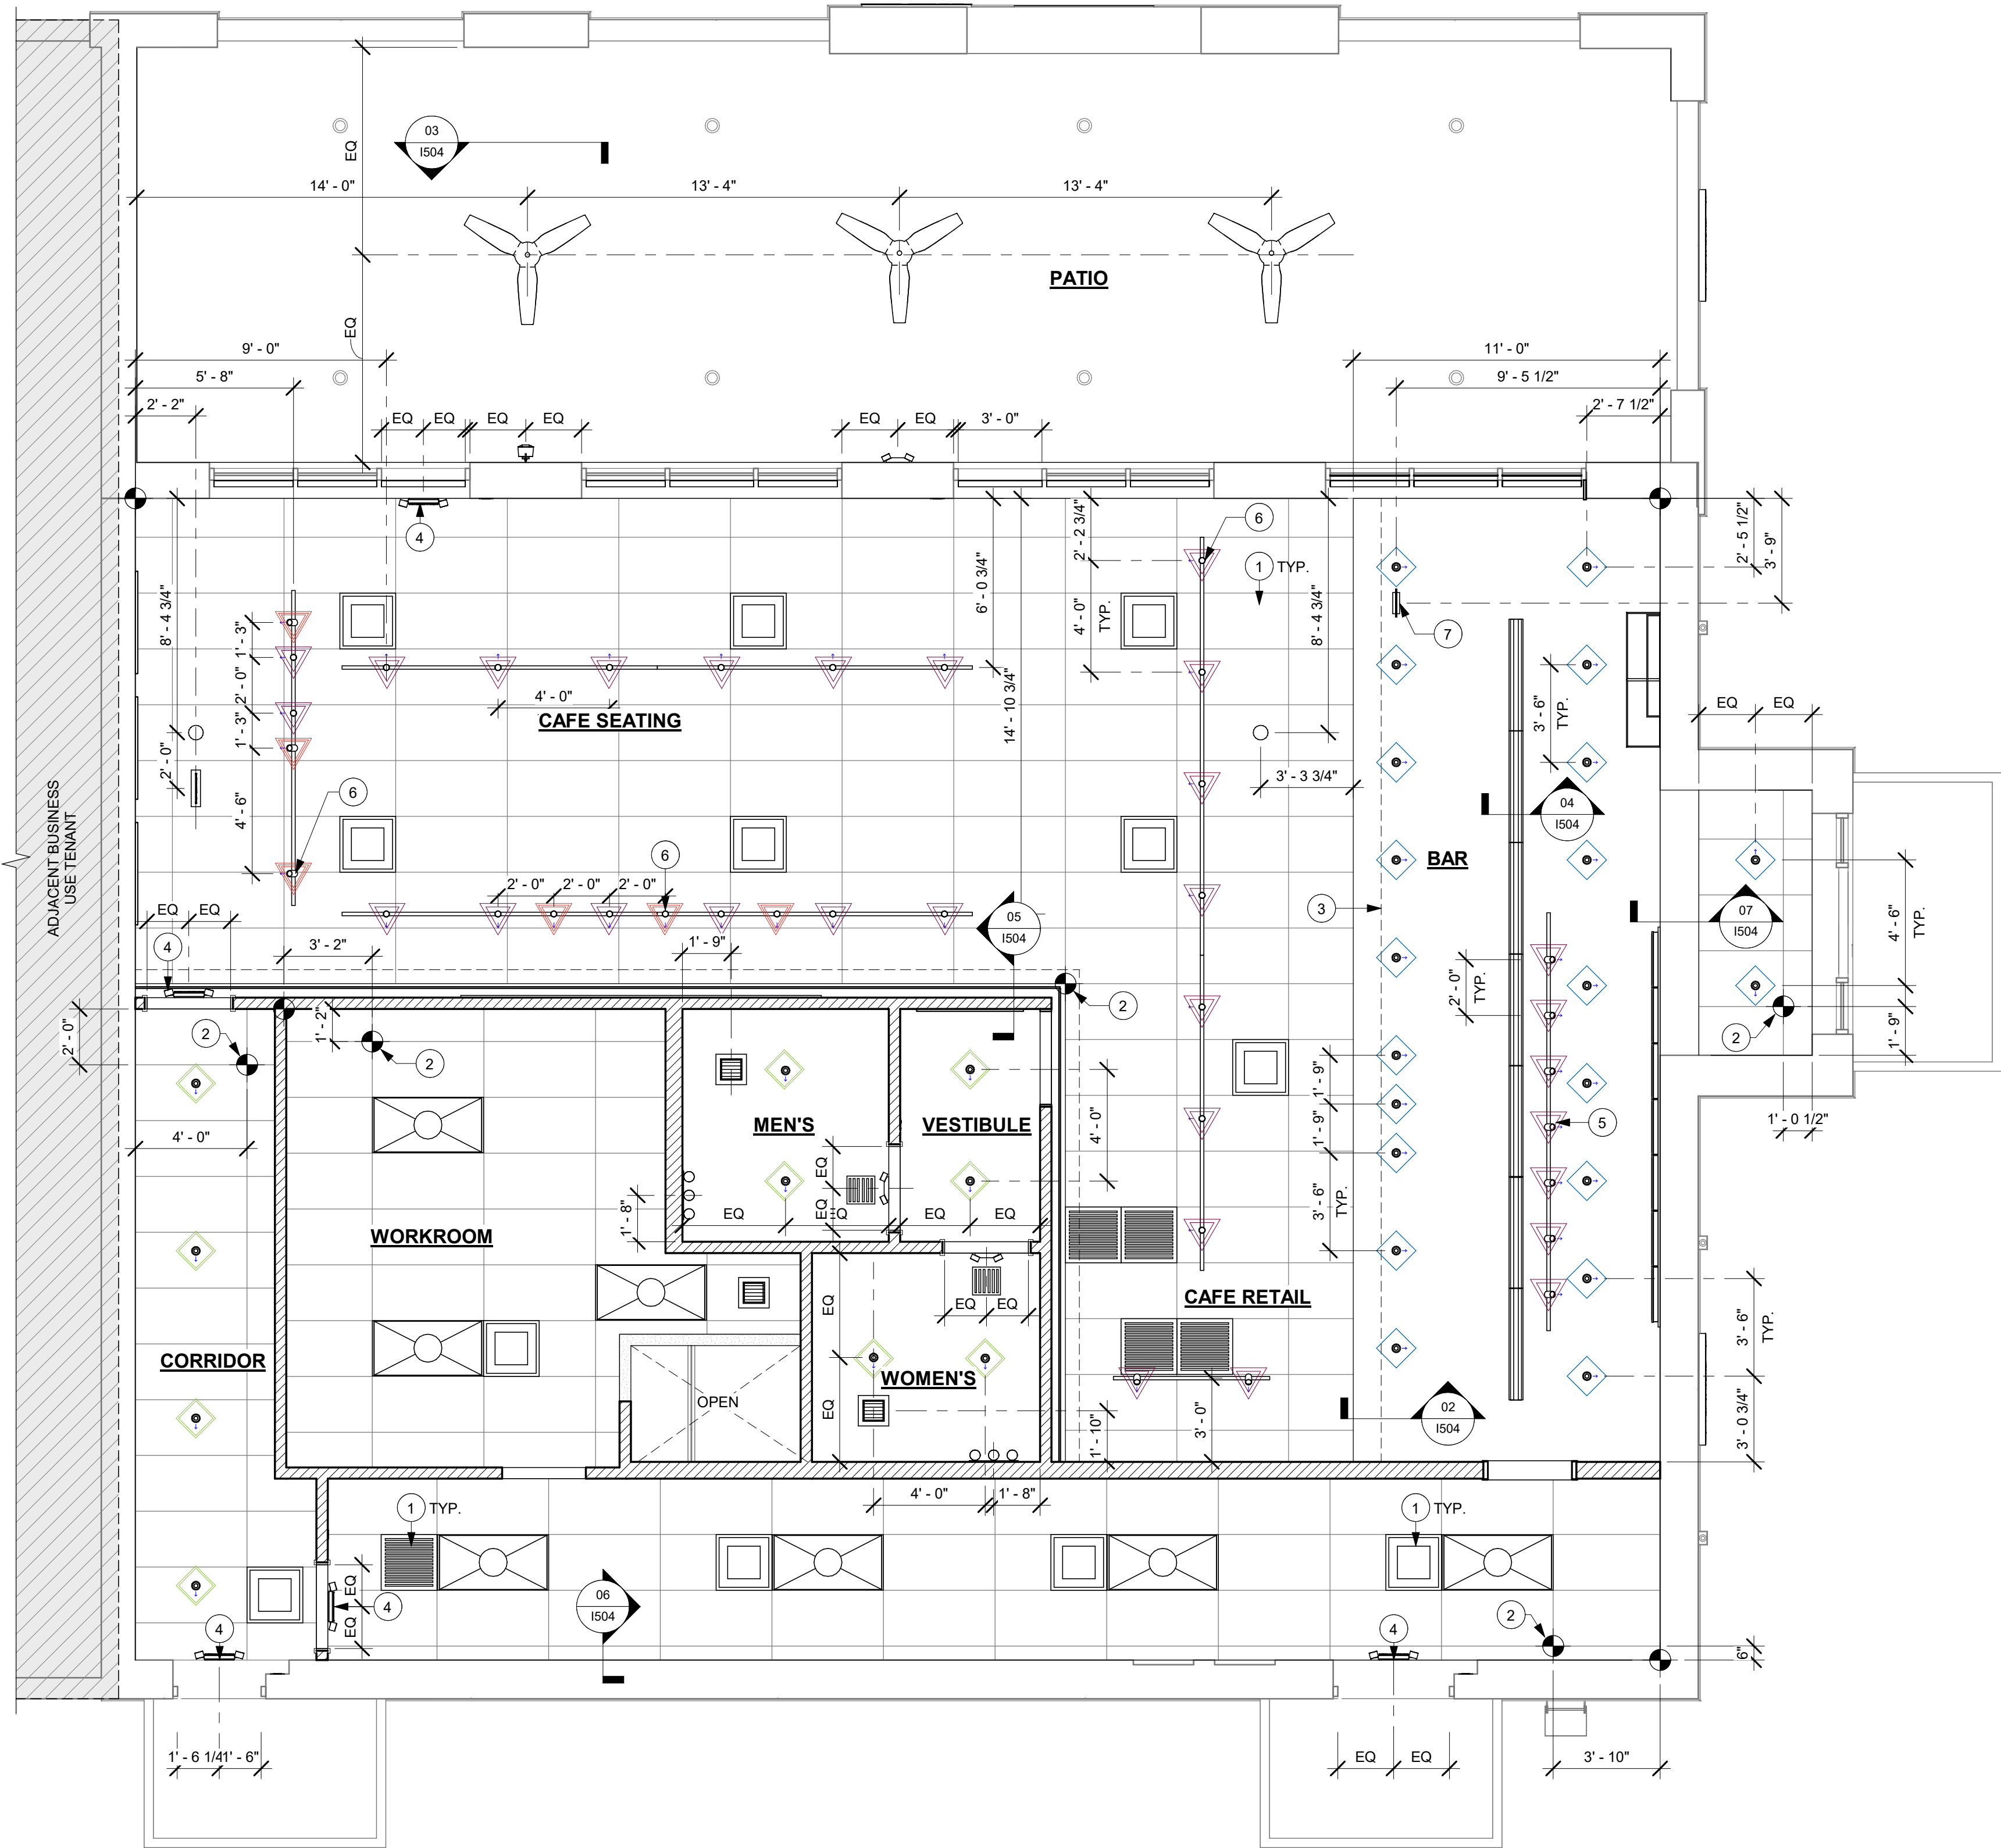 03
I504
EQ
14' - 0"
13' - 4"
13' - 4"
PATIO
EQ
9' - 0"
11' - 0"
5' - 8"
9' - 5 1/2"
2' - 2"
2' - 7 1/2"
EQ
EQ
EQ
EQ
EQ
EQ
3' - 0"
4
6
1
TYP.
7
8' - 4 3/4"
1' - 3"
2' - 0"
1' - 3"
2' - 0"
4' - 6"
6' - 0 3/4"
14' - 10 3/4"
2' - 2 3/4"
4' - 0"
TYP.
8' - 4 3/4"
2' - 5 1/2"
3' - 9"
4' - 0"
CAFE SEATING
3' - 6"
TYP.
EQ
EQ
3' - 3 3/4"
6
04
I504
ADJACENT BUSINESS
USE TENANT
6
BAR
2' - 0"
2' - 0"
2' - 0"
05
I504
3
07
I504
4' - 6"
TYP.
EQ
EQ
4
3' - 2"
1' - 9"
2' - 0"
TYP.
2
2' - 0"
2
1' - 2"
2
2
1' - 9"
4' - 0"
MEN'S
VESTIBULE
4' - 0"
1' - 9"
1' - 9"
5
1' - 0 1/2"
EQ
EQ
1' - 8"
EQ
EQ
EQ
EQ
3' - 6"
TYP.
WORKROOM
CAFE RETAIL
EQ
EQ
EQ
EQ
CORRIDOR
WOMEN'S
OPEN
3' - 6"
TYP.
02
I504
1' - 10"
3' - 0"
3' - 0 3/4"
4' - 0"
1' - 8"
1
TYP.
1
TYP.
EQ
EQ
4
06
I504
4
4
2
6"
1' - 6 1/4"
1' - 6"
EQ
EQ
3' - 10"